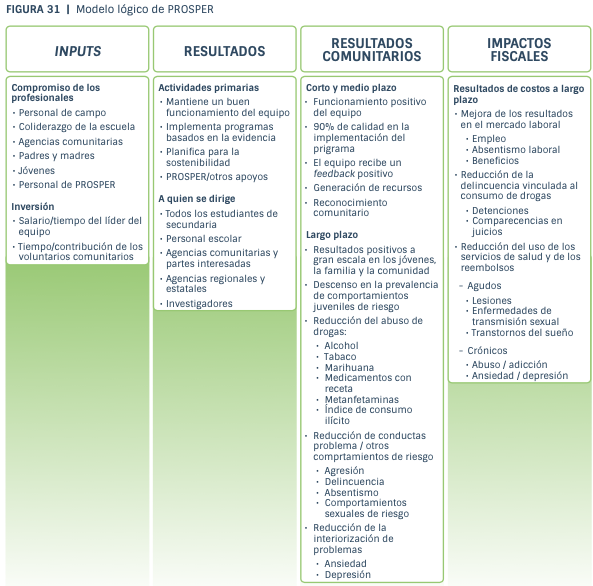 FIGURA 31 | Modelo lógico de PROSPER
INPUTS
Compromiso de los
profesionales
· Personal de campo
· Coliderazgo de la escuela
· Agencias comunitarias
· Padres y madres
· Jóvenes
· Personal de PROSPER
Inversión
· Salario/tiempo del líder del
equipo
· Tiempo/contribución de los
voluntarios comunitarios
RESULTADOS
Actividades primarias
· Mantiene un buen
funcionamiento del equipo
· Implementa programas
basados en la evidencia
· Planifica para la
sostenibilidad
· PROSPER/otros apoyos
A quien se dirige
· Todos los estudiantes de
secundaria
· Personal escolar
· Agencias comunitarias y
partes interesadas
· Agencias regionales y
estatales
· Investigadores
RESULTADOS
COMUNITARIOS
Corto y medio plazo
· Funcionamiento positivo
del equipo
· 90% de calidad en la
implementación del
prigrama
· El equipo recibe un
feedback positivo
· Generación de recursos
· Reconocimiento
comunitario
Largo plazo
· Resultados positivos a
gran escala en los jóvenes,
la familia y la comunidad
· Descenso en la prevalencia
de comportamientos
juveniles de riesgo
· Reducción del abuso de
drogas:
· Alcohol
· Tabaco
· Marihuana
· Medicamentos con
receta
· Metanfetaminas
· Índice de consumo
ilícito
· Reducción de conductas
problema / otros
comprtamientos de riesgo
· Agresión
· Delincuencia
· Absentismo
· Comportamientos
sexuales de riesgo
· Reducción de la
interiorización de
problemas
· Ansiedad
· Depresión
IMPACTOS
FISCALES
Resultados de costos a largo
plazo
· Mejora de los resultados
en el mercado laboral
· Empleo
· Absentismo laboral
· Beneficios
· Reducción de la
delincuencia vinculada al
consumo de drogas
· Detenciones
· Comparecencias en
juicios
· Reducción del uso de los
servicios de salud y de los
reembolsos
– Agudos
· Lesiones
· Enfermedades de
transmisión sexual
· Transtornos del sueño
– Crónicos
· Abuso / adicción
· Ansiedad / depresión